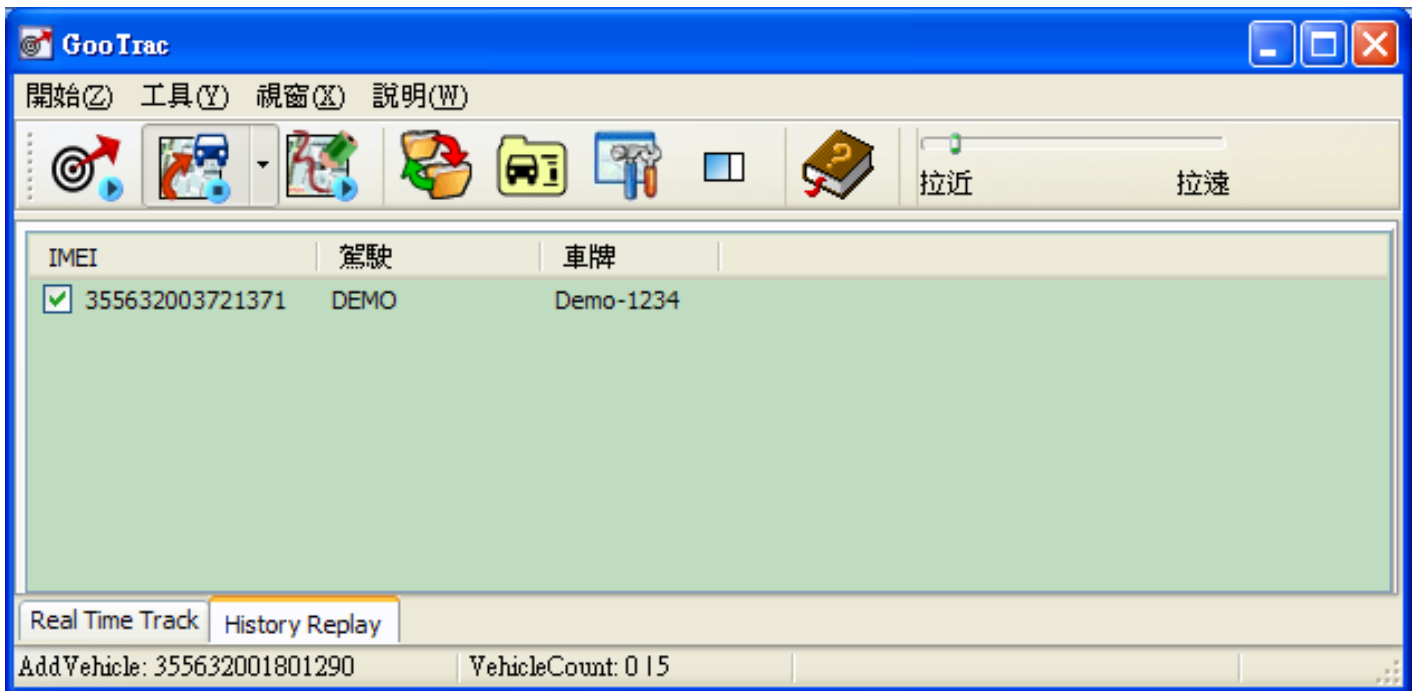 GooTrac
開始(Z) 工具(Y) 視窗(X) 說明(W)
拉近 拉遠
IMEI 駕駛 車牌
355632003721371 DEMO Demo-1234
Real Time Track History Replay
AddVehicle: 355632001801290 VehicleCount: 0 | 5